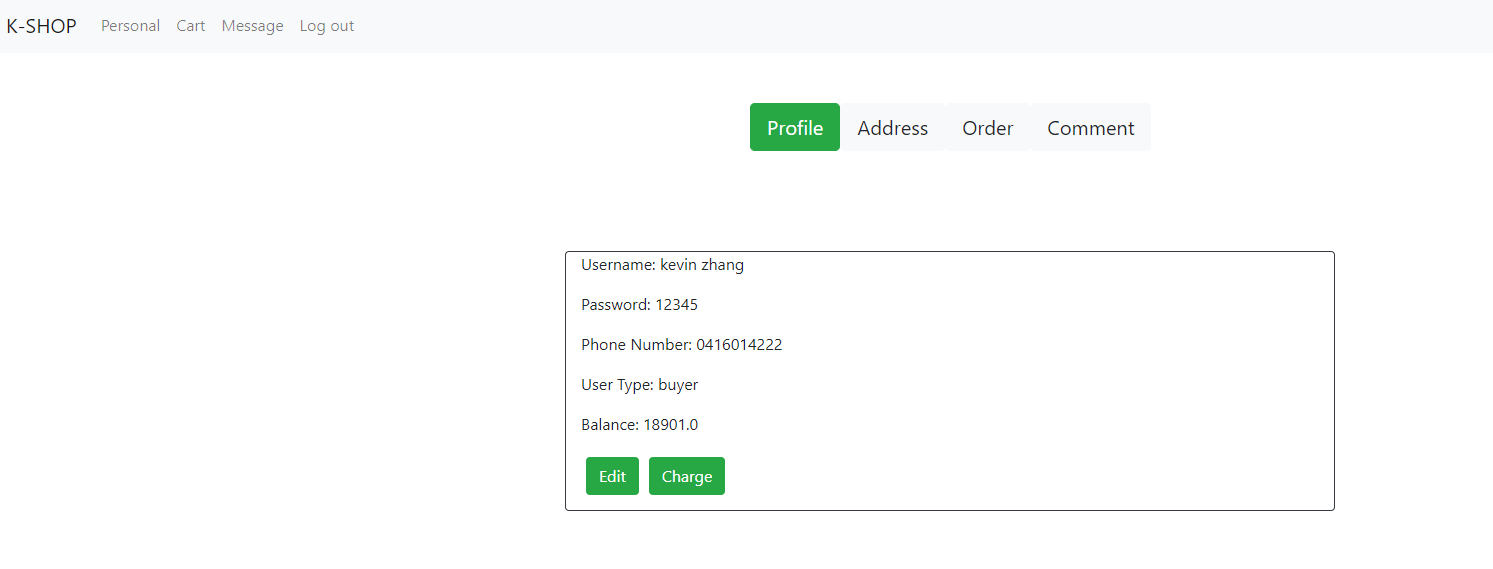 K-SHOP Personal Cart Message Log out
Profile Address Order Comment
Username: kevin zhang
Password: 12345
Phone Number: 0416014222
User Type: buyer
Balance: 18901.0
Edit Charge